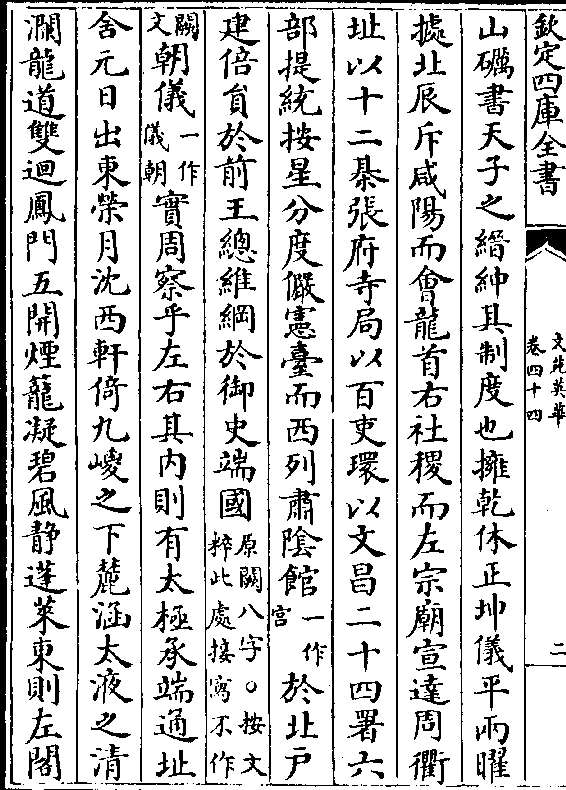 欽定四庫全書
文苑英華
卷四十四
二
山礪書天子之縉紳其制度也擁乾休正坤儀平兩曜
據北辰斥咸陽而會龍首右社稷而左宗廟宣達周衢
址以十二棊張府寺局以百吏環以文昌二十四署六
部提統按星分度儼憲臺而西列肅陰館一作宮於北戶
建倍員於前王總維綱於御史端國原闕八字○按文粹此處接寫不作
闕文朝儀一作儀朝實周察乎左右其内則有太極承端通址
含元日出東榮月沈西軒倚九嵕之下麓涵太液之清
瀾龍道雙迴鳳門五開煙籠凝碧風静蓬萊東則左閣